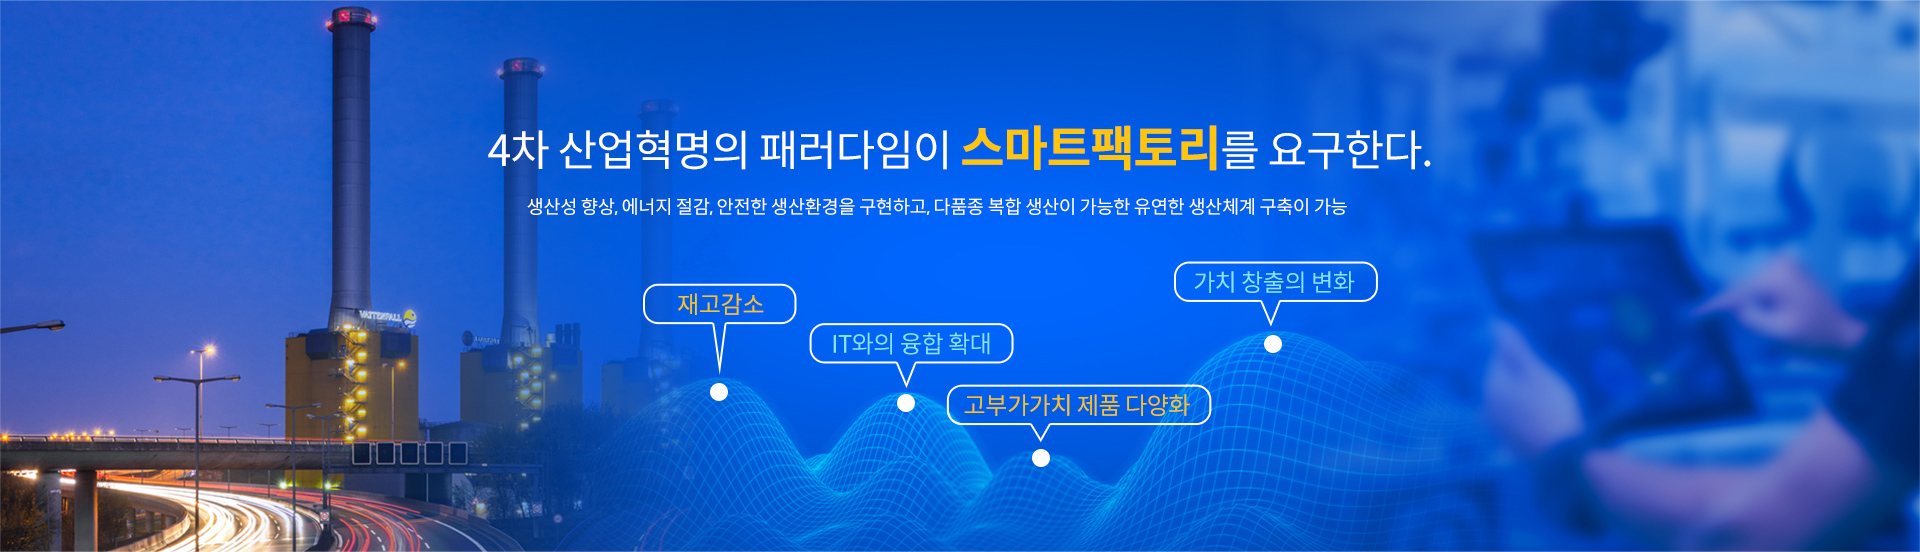 4차 산업혁명의 패러다임이 스마트팩토리를 요구한다.
생산성 향상, 에너지 절감, 안전한 생산환경을 구현하고, 다품종 복합 생산이 가능한 유연한 생산체계 구축이 가능
가치 창출의 변화
재고감소
IT와의 융합 확대
고부가가치 제품 다양화
VATTENFALL